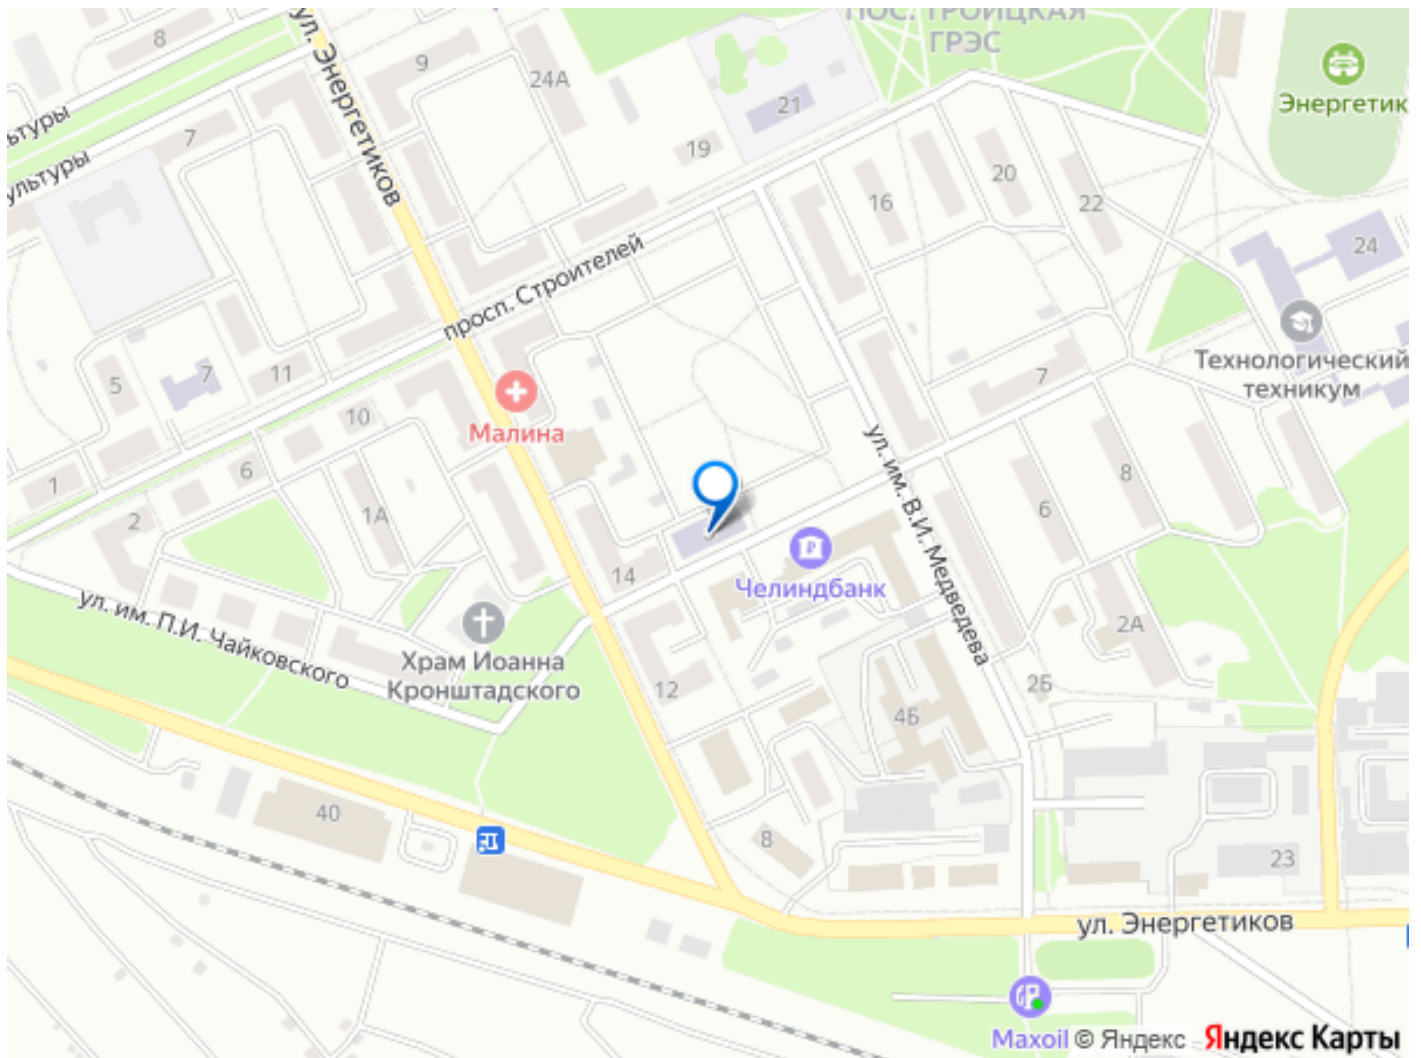 ПОС. ТРОИЦКАЯ
ГРЭС
8
ул. Энергетиков
9
24А
21
Энергетик
ьтуры
7
19
ультуры
16
20
22
24
просп. Строителей
Технологический
техникум
5
7
11
7
Малина
10
ул. им. В.И. Медведева
1
6
8
2
1А
6
14
Челиндбанк
ул. им. П.И. Чайковского
2А
Храм Иоанна
Кронштадского
12
2Б
4Б
40
8
23
ул. Энергетиков
Maxoil © Яндекс Яндекс Карты